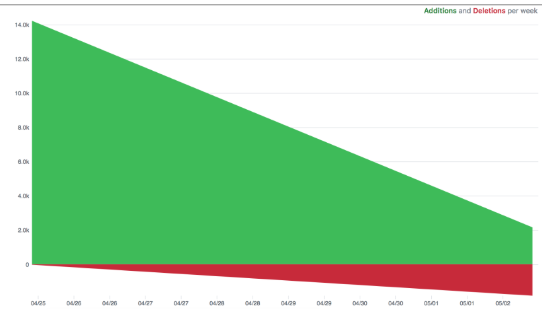 Additions and Deletions per week
14.0k
12.0k
10.0k
8.0k
6.0k
4.0k
2.0k
0
04/25 04/26 04/26 04/27 04/27 04/28 04/28 04/29 04/29 04/30 04/30 05/01 05/01 05/02